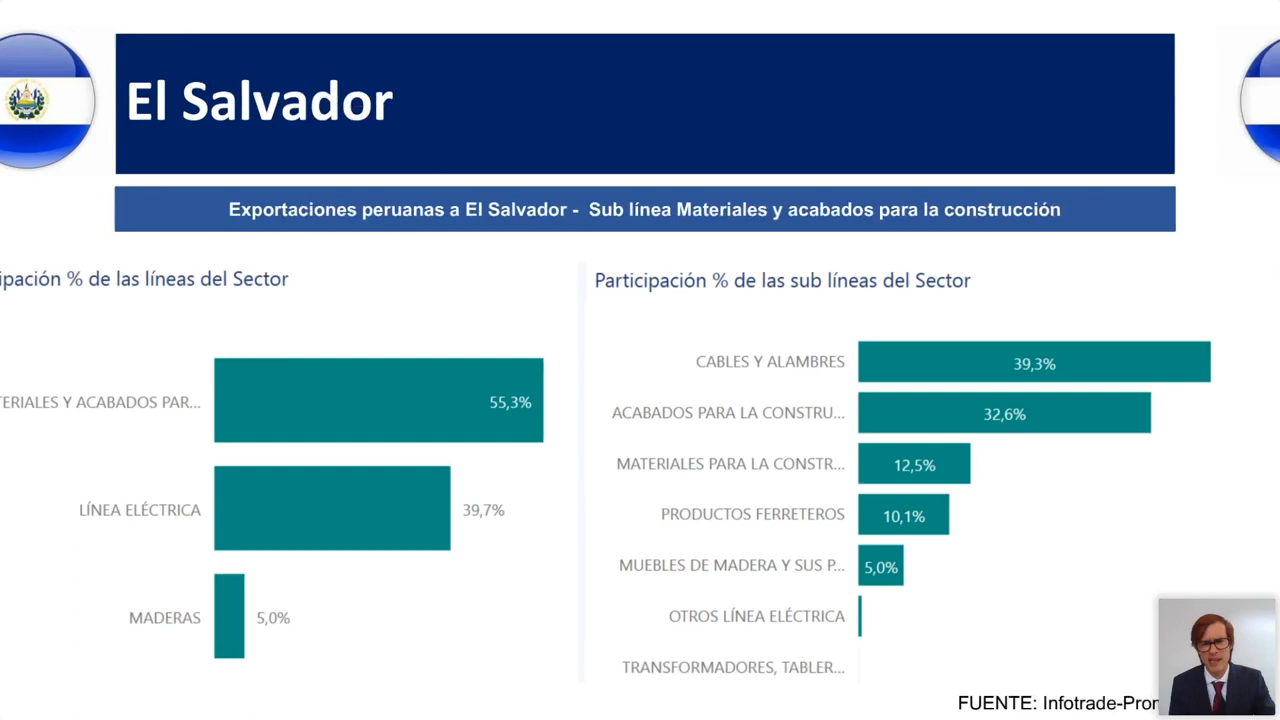 El Salvador
Exportaciones peruanas a El Salvador - Sub línea Materiales y acabados para la construcción
ipación % de las líneas del Sector
TERIALES Y ACABADOS PAR... 55,3%
LÍNEA ELÉCTRICA 39,7%
MADERAS 5,0%
Participación % de las sub líneas del Sector
CABLES Y ALAMBRES 39,3%
ACABADOS PARA LA CONSTRU... 32,6%
MATERIALES PARA LA CONSTR... 12,5%
PRODUCTOS FERRETEROS 10,1%
MUEBLES DE MADERA Y SUS P... 5,0%
OTROS LÍNEA ELÉCTRICA
TRANSFORMADORES, TABLER...
FUENTE: Infotrade-Pror